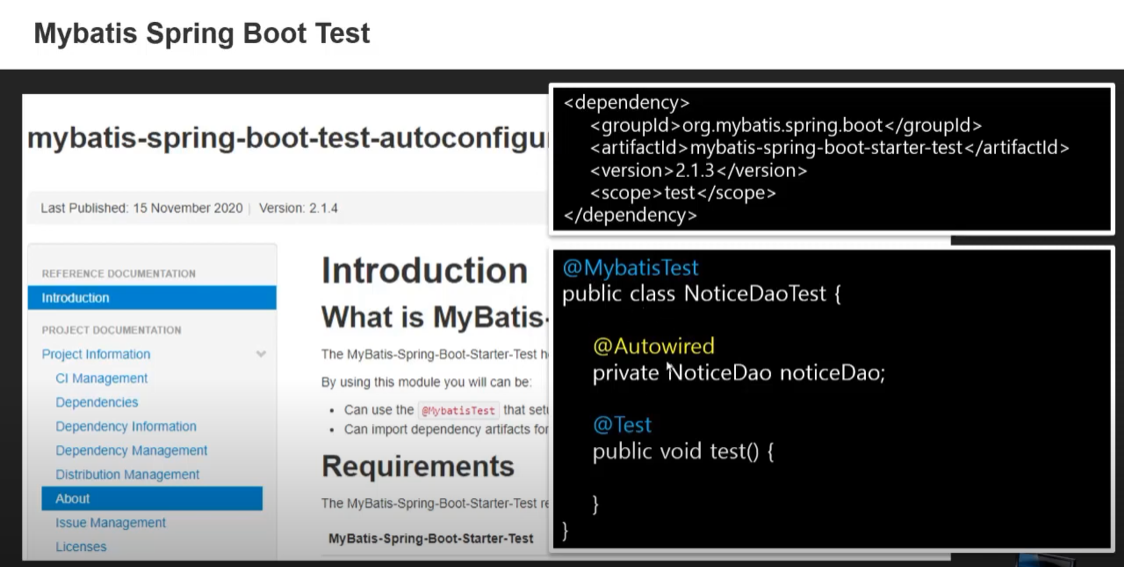 Mybatis Spring Boot Test
mybatis-spring-boot-test-autoconfigu
Last Published: 15 November 2020 | Version: 2.1.4
REFERENCE DOCUMENTATION
Introduction
PROJECT DOCUMENTATION
Project Information
CI Management
Dependencies
Dependency Information
Dependency Management
Distribution Management
About
Issue Management
Licenses
Introduction
What is MyBatis-
The MyBatis-Spring-Boot-Starter-Test h
By using this module you will can be:
• Can use the @MybatisTest that set
• Can import dependency artifacts for
Requirements
The MyBatis-Spring-Boot-Starter-Test re
MyBatis-Spring-Boot-Starter-Test
<dependency>
<groupId>org.mybatis.spring.boot</groupId>
<artifactId>mybatis-spring-boot-starter-test</artifactId>
<version>2.1.3</version>
<scope>test</scope>
</dependency>
@MybatisTest
public class NoticeDaoTest {
@Autowired
private NoticeDao noticeDao;
@Test
public void test() {
}
}